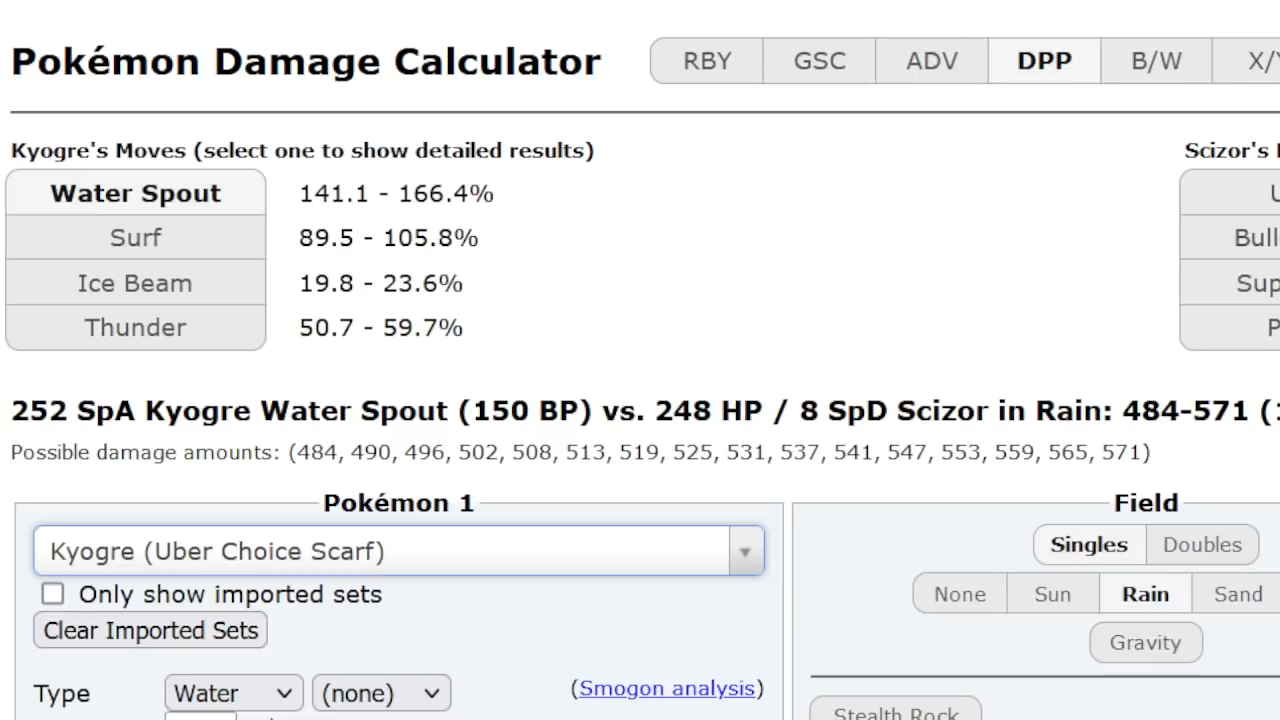 Pokémon Damage Calculator
RBY GSC ADV DPP B/W X/Y
Kyogre's Moves (select one to show detailed results)
Scizor's
Water Spout 141.1 - 166.4%
Surf 89.5 - 105.8%
Bull
Ice Beam 19.8 - 23.6%
Sup
Thunder 50.7 - 59.7%
P
252 SpA Kyogre Water Spout (150 BP) vs. 248 HP / 8 SpD Scizor in Rain: 484-571 (
Possible damage amounts: (484, 490, 496, 502, 508, 513, 519, 525, 531, 537, 541, 547, 553, 559, 565, 571)
Pokémon 1
Kyogre (Uber Choice Scarf)
Only show imported sets
Clear Imported Sets
Type Water (none) (Smogon analysis)
Field
Singles Doubles
None Sun Rain Sand
Gravity
Stealth Rock